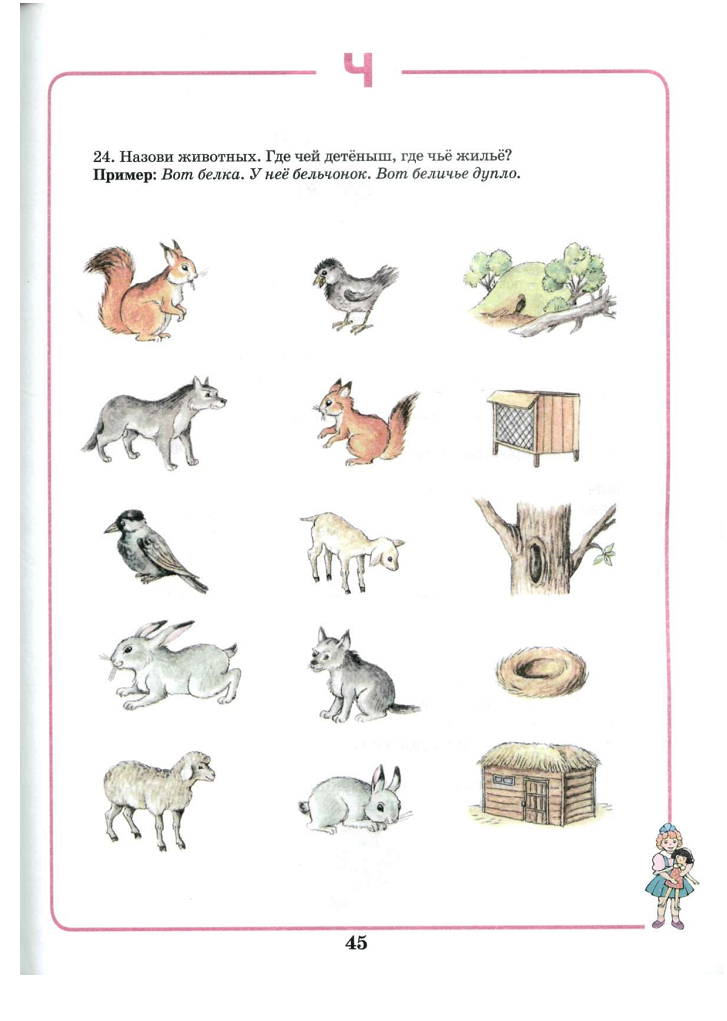 Ч
24. Назови животных. Где чей детёныш, где чьё жильё?
Пример: Вот белка. У неё бельчонок. Вот беличье дупло.
45